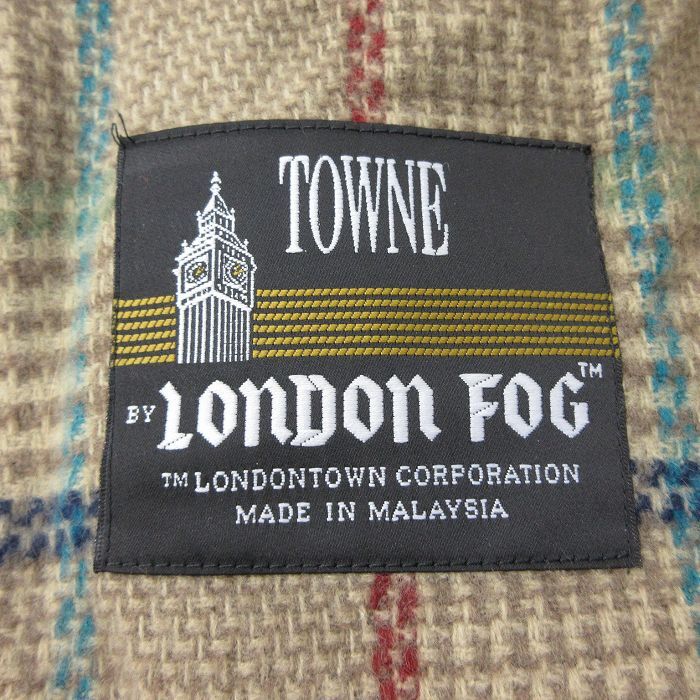 TOWNE
BY LONDON FOG™
™ LONDONTOWN CORPORATION
MADE IN MALAYSIA